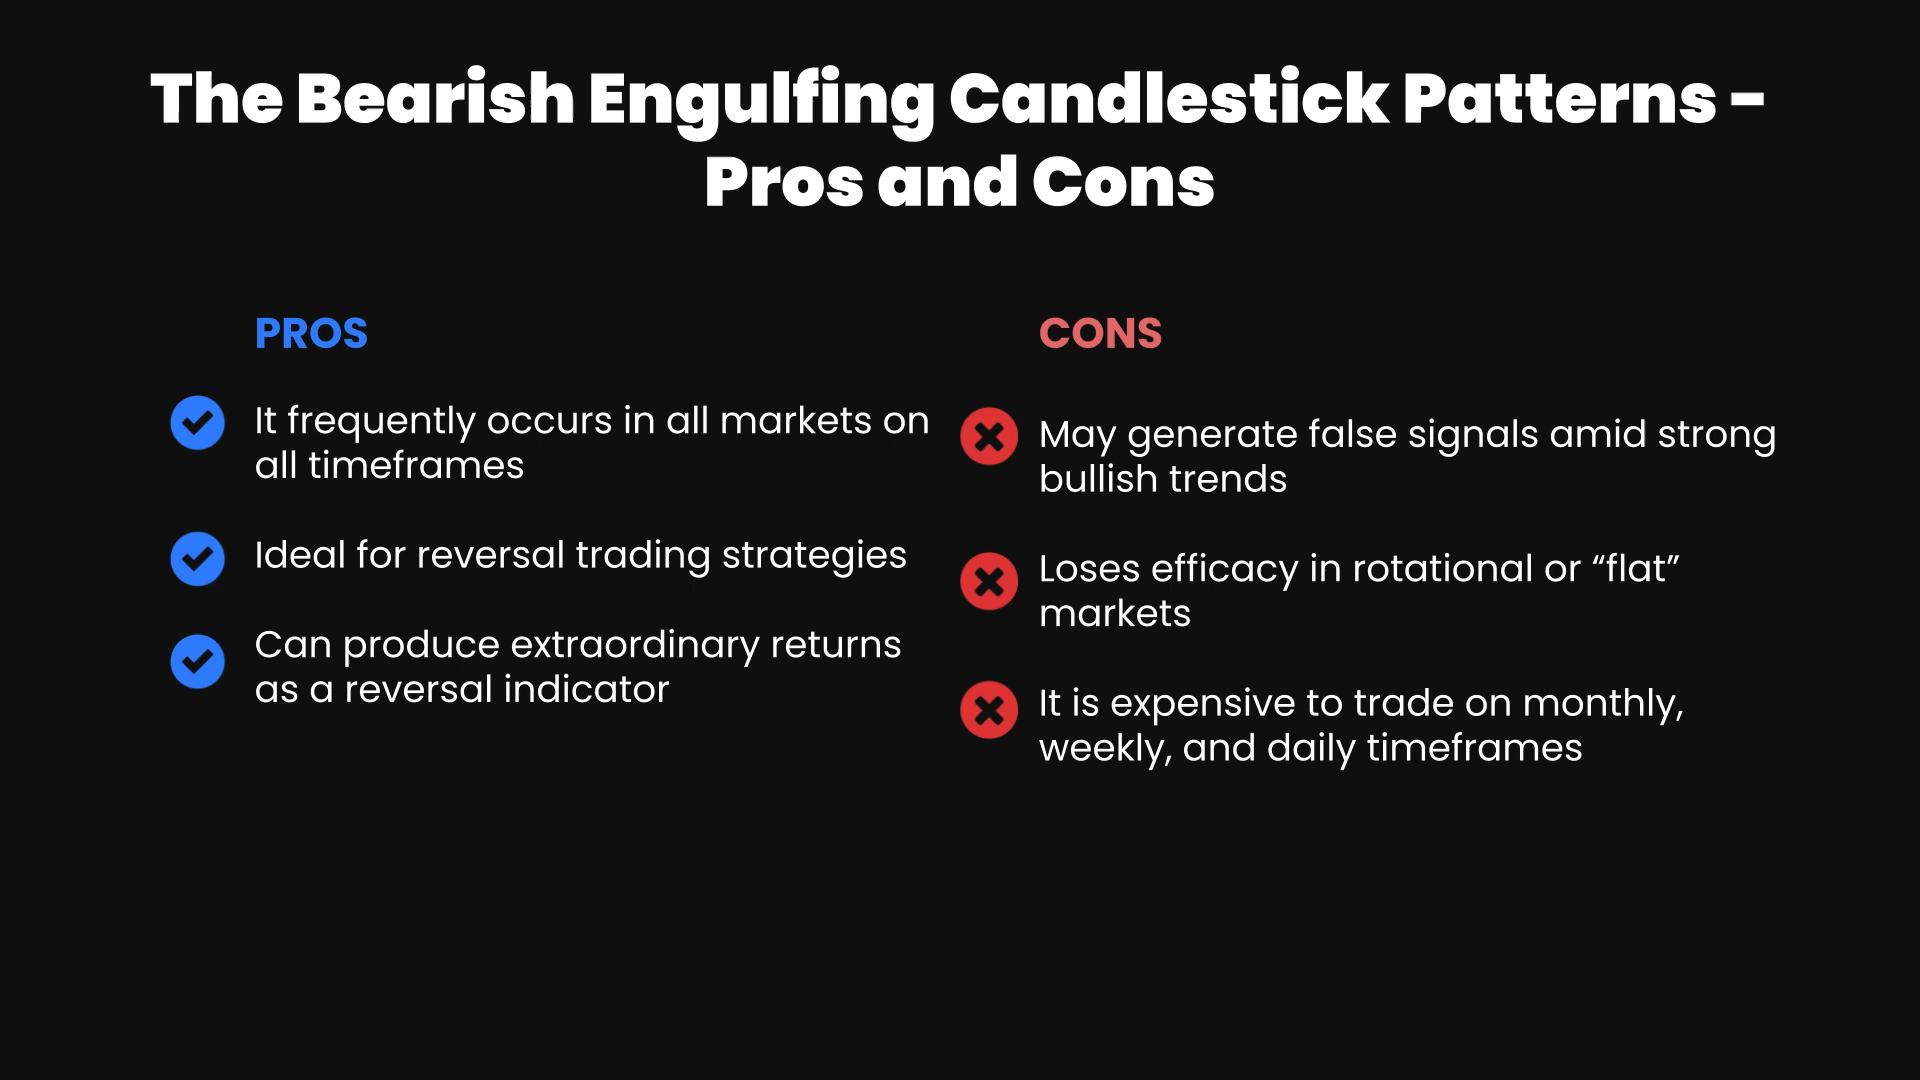 The Bearish Engulfing Candlestick Patterns –
Pros and Cons
PROS
It frequently occurs in all markets on
all timeframes
Ideal for reversal trading strategies
Can produce extraordinary returns
as a reversal indicator
CONS
May generate false signals amid strong
bullish trends
Loses efficacy in rotational or “flat”
markets
It is expensive to trade on monthly,
weekly, and daily timeframes